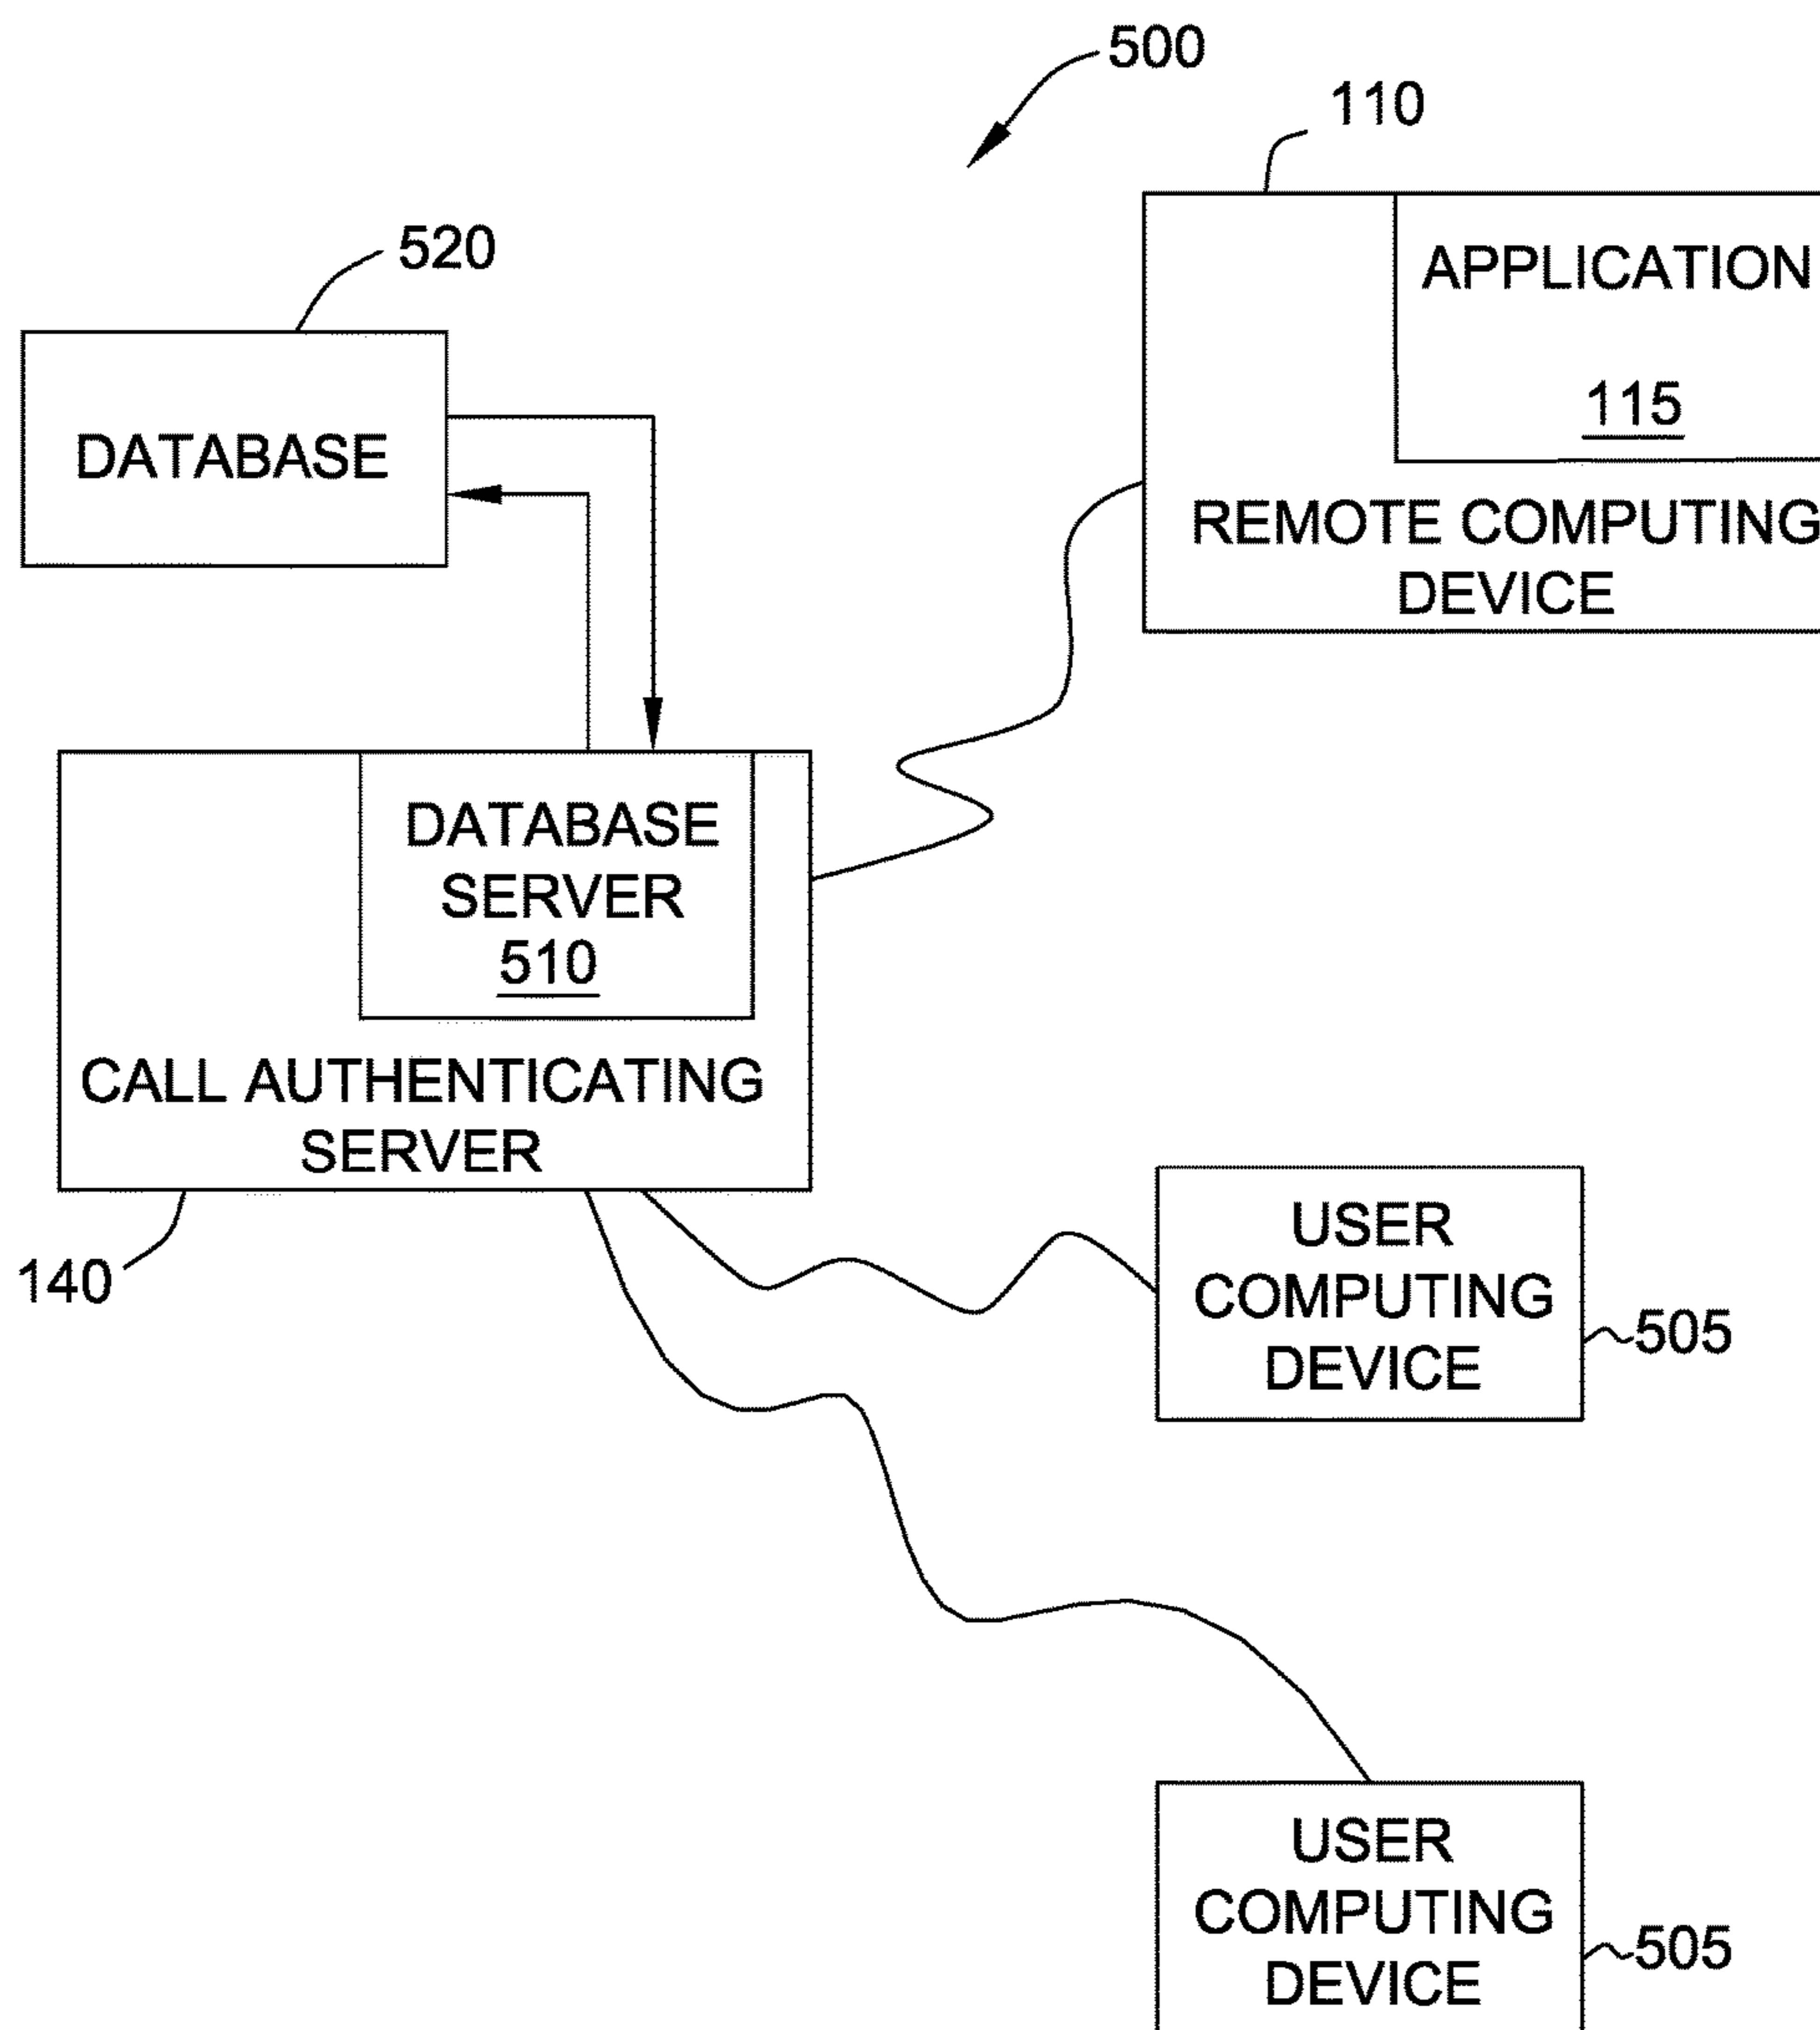 500
110
520
APPLICATION
115
DATABASE
REMOTE COMPUTING
DEVICE
DATABASE
SERVER
510
CALL AUTHENTICATING
SERVER
140
USER
COMPUTING
DEVICE
505
USER
COMPUTING
DEVICE
505